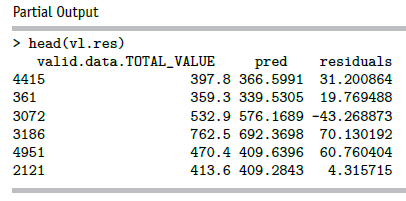 Partial Output
> head(vl.res)
valid.data.TOTAL_VALUE pred residuals
4415 397.8 366.5991 31.200864
361 359.3 339.5305 19.769488
3072 532.9 576.1689 -43.268873
3186 762.5 692.3698 70.130192
4951 470.4 409.6396 60.760404
2121 413.6 409.2843 4.315715